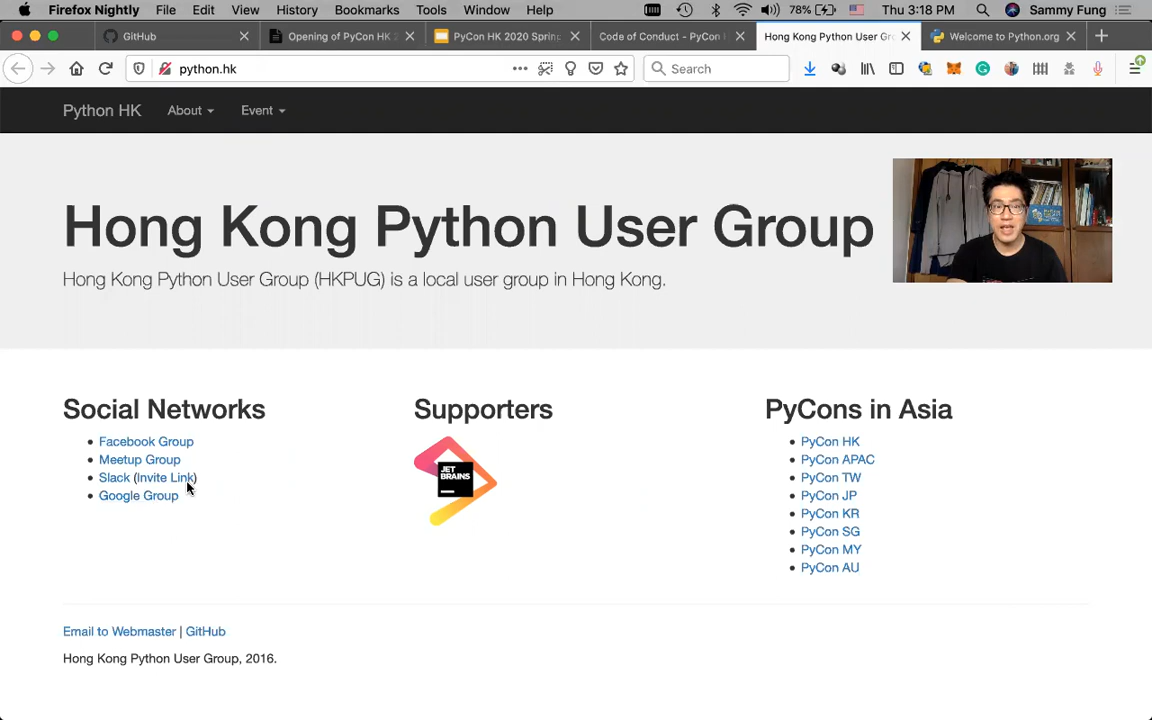 Firefox Nightly File Edit View History Bookmarks Tools Window Help 78% Thu 3:18 PM Sammy Fung
GitHub Opening of PyCon HK 2 PyCon HK 2020 Spring Code of Conduct - PyCon Hong Kong Python User Gr Welcome to Python.org
python.hk Search
Python HK About Event
Hong Kong Python User Group
Hong Kong Python User Group (HKPUG) is a local user group in Hong Kong.
Social Networks
Facebook Group
Meetup Group
Slack (Invite Link)
Google Group
Supporters
JET
BRAINS
PyCons in Asia
PyCon HK
PyCon APAC
PyCon TW
PyCon JP
PyCon KR
PyCon SG
PyCon MY
PyCon AU
Email to Webmaster | GitHub
Hong Kong Python User Group, 2016.